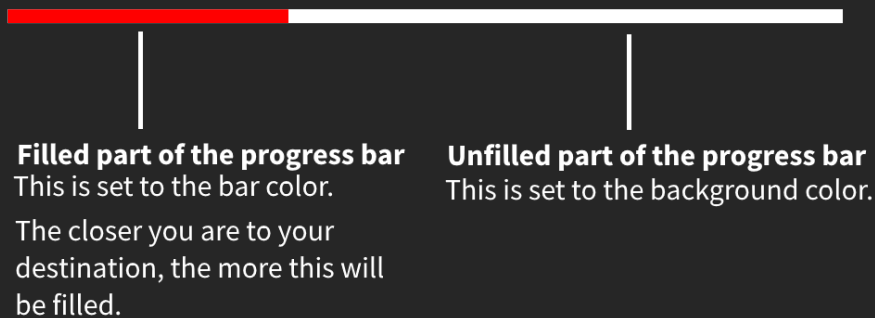 Filled part of the progress bar
This is set to the bar color.
The closer you are to your
destination, the more this will
be filled.
Unfilled part of the progress bar
This is set to the background color.